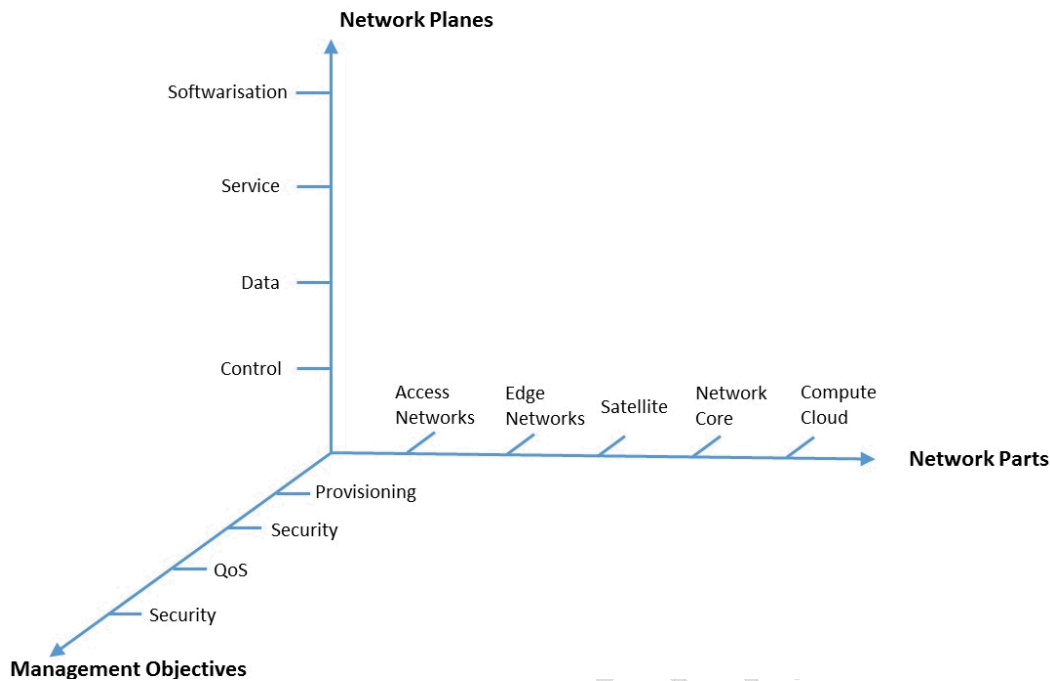 Network Planes
Softwarisation
Service
Data
Control
Access
Networks
Edge
Networks
Satellite
Network
Core
Compute
Cloud
Network Parts
Provisioning
Security
QoS
Security
Management Objectives